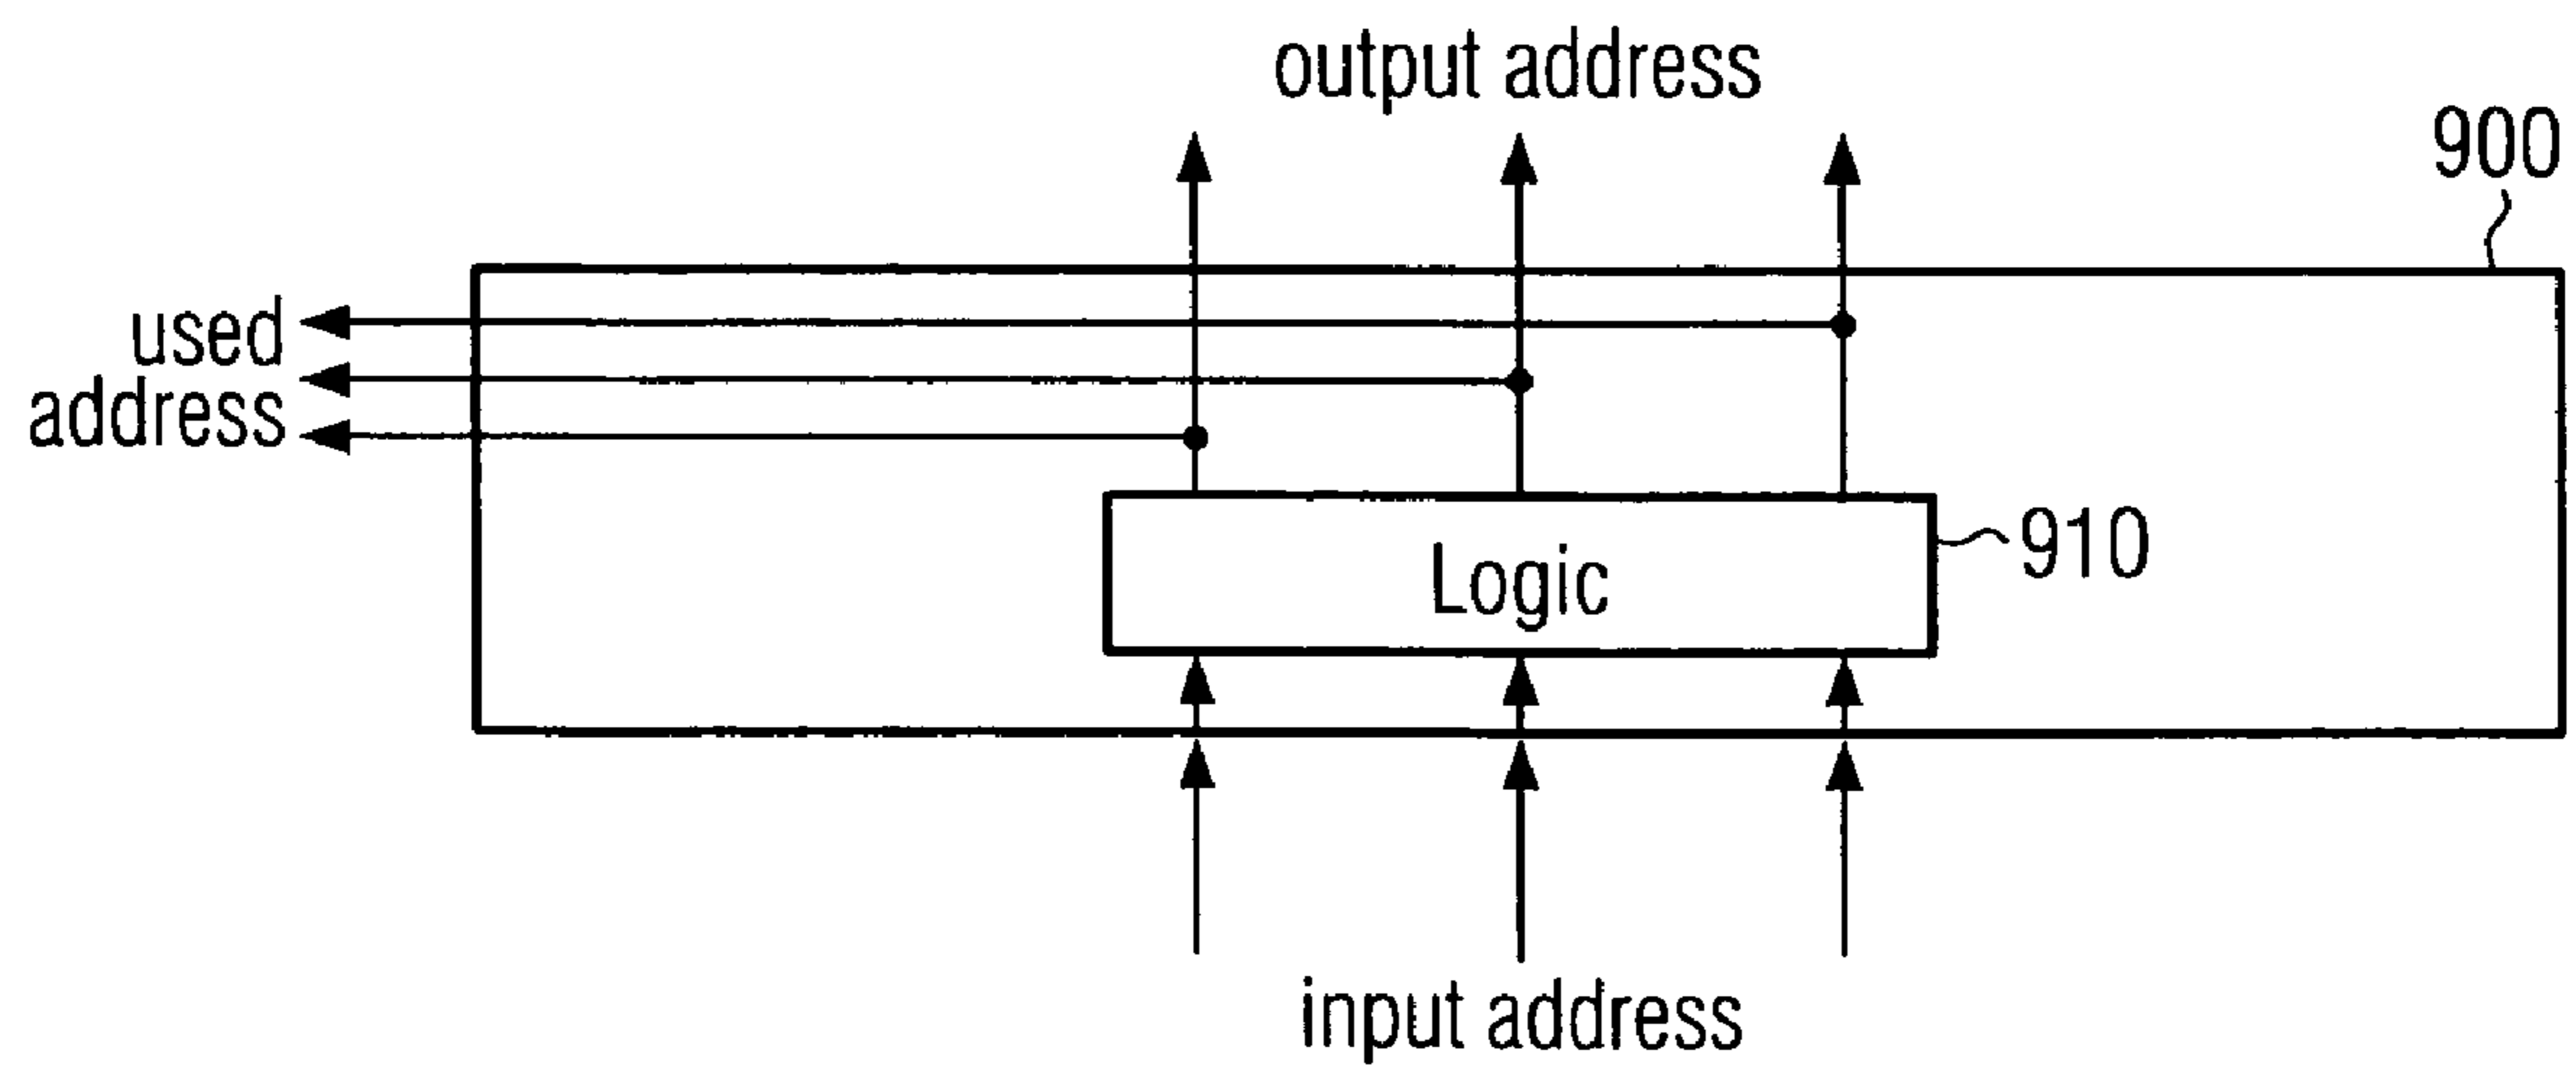 output address
900
used
address
910
Logic
input address